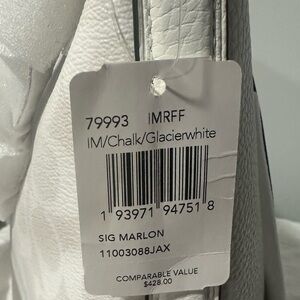 79993 IMRFF
IM/Chalk/Glacierwhite
1 93971 94751 8
SIG MARLON
11003088JAX
COMPARABLE VALUE
$428.00